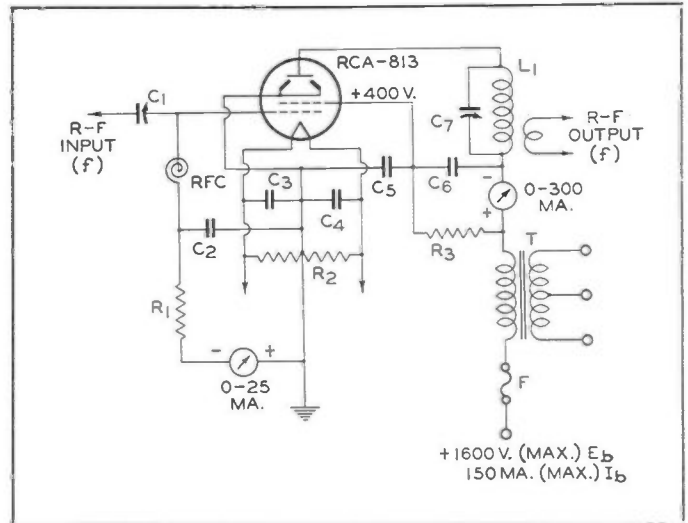 RCA-813
+400 V.
L1
C1
R-F
INPUT
(f)
C7
R-F
OUTPUT
(f)
RFC
C3
C5
C6
-
0-300
MA.
+
C4
C2
R3
T
R2
R1
- +
0-25
MA.
F
+1600 V. (MAX.) Eb
150 MA. (MAX.) Ib